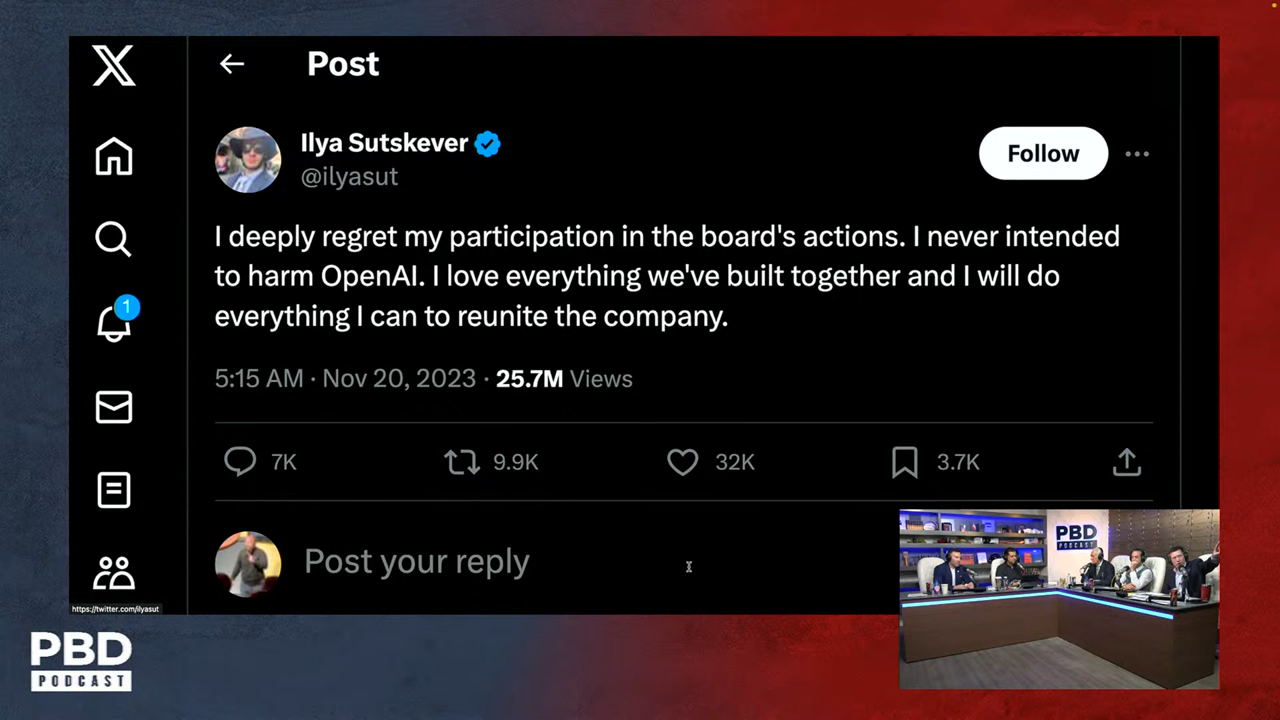 X
Post
Ilya Sutskever
@ilyasut
Follow
I deeply regret my participation in the board's actions. I never intended
to harm OpenAI. I love everything we've built together and I will do
everything I can to reunite the company.
5:15 AM · Nov 20, 2023 · 25.7M Views
7K 9.9K 32K 3.7K
1
Post your reply
https://twitter.com/ilyasut
PBD
PODCAST
PBD
PODCAST